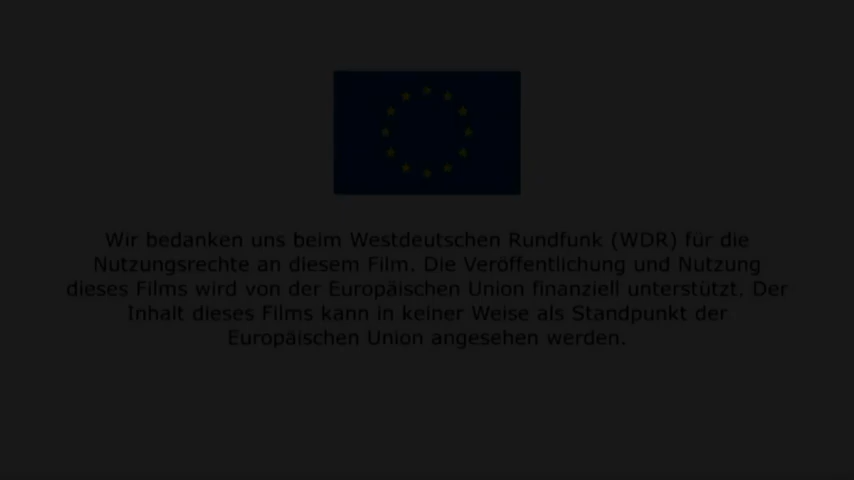 Wir bedanken uns beim Westdeutschen Rundfunk (WDR) für die
Nutzungsrechte an diesem Film. Die Veröffentlichung und Nutzung
dieses Films wird von der Europäischen Union finanziell unterstützt. Der
Inhalt dieses Films kann in keiner Weise als Standpunkt der
Europäischen Union angesehen werden.